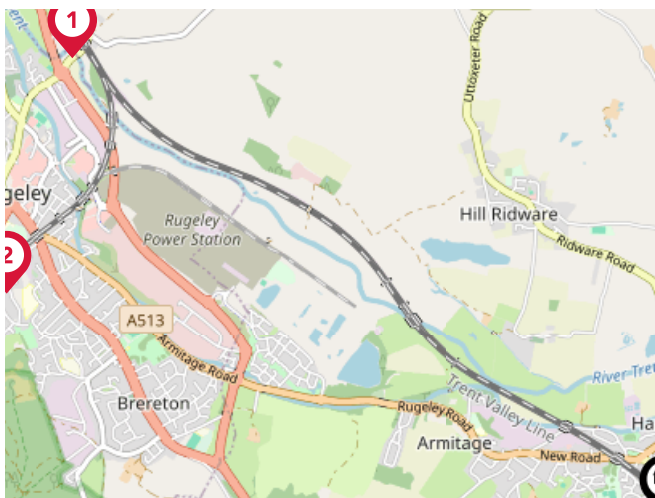 1
Uttoxeter Road
geley
Rugeley
Power Station
Hill Ridware
2
Ridware Road
A513
Armitage Road
River Tre
Trent Valley Line
Brereton
Rugeley Road
Ha
Armitage
New Road